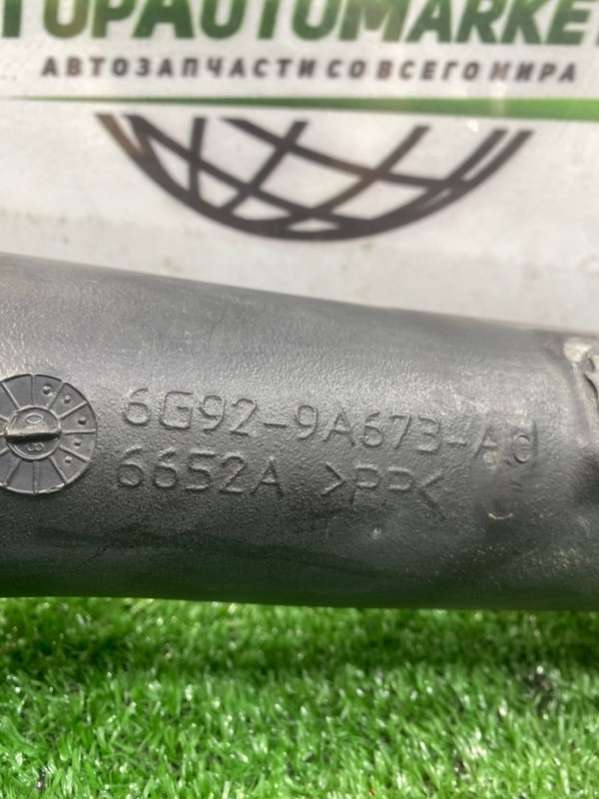 TOPAUTOMARKET
АВТОЗАПЧАСТИ СО ВСЕГО МИРА
6G92-9A673-Ad
6652A >PP<